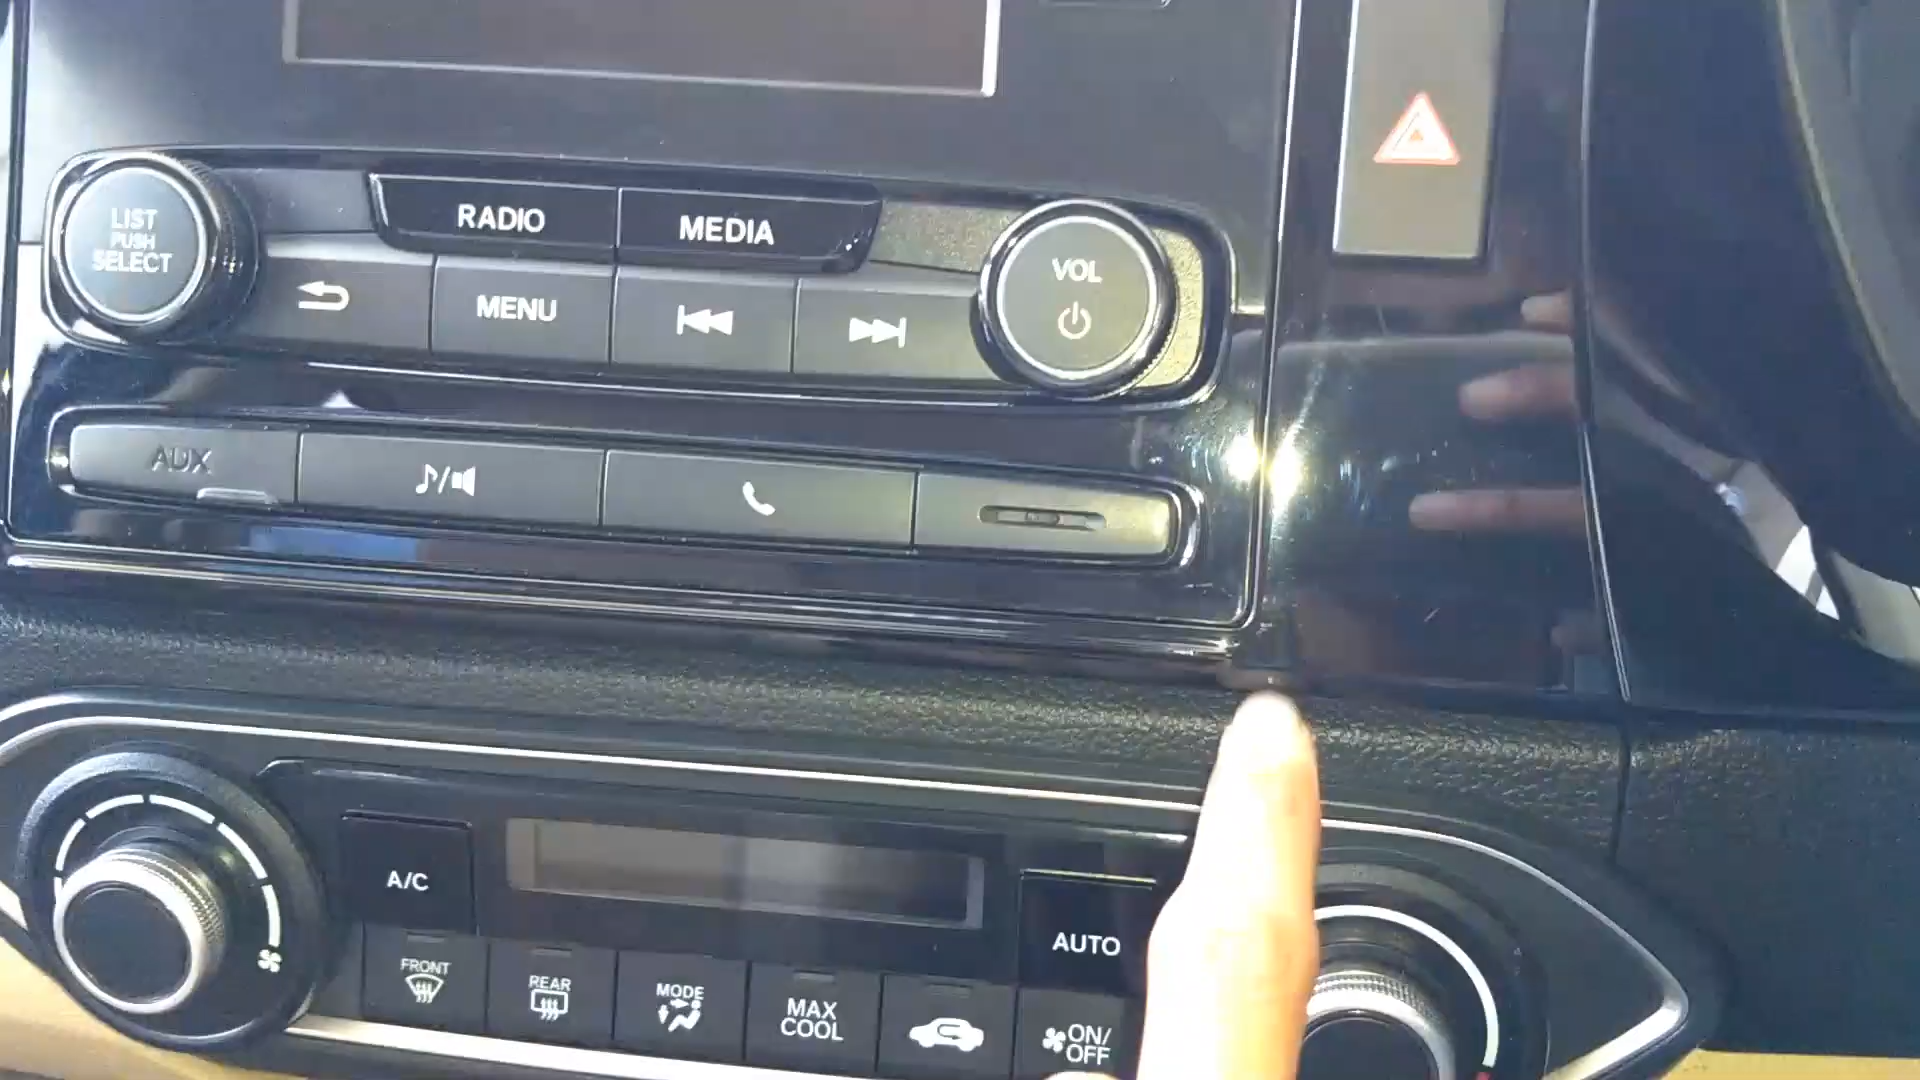 LIST
PUSH
SELECT
RADIO
MEDIA
VOL
MENU
AUX
A/C
AUTO
FRONT
REAR
MODE
MAX
COOL
ON/
OFF